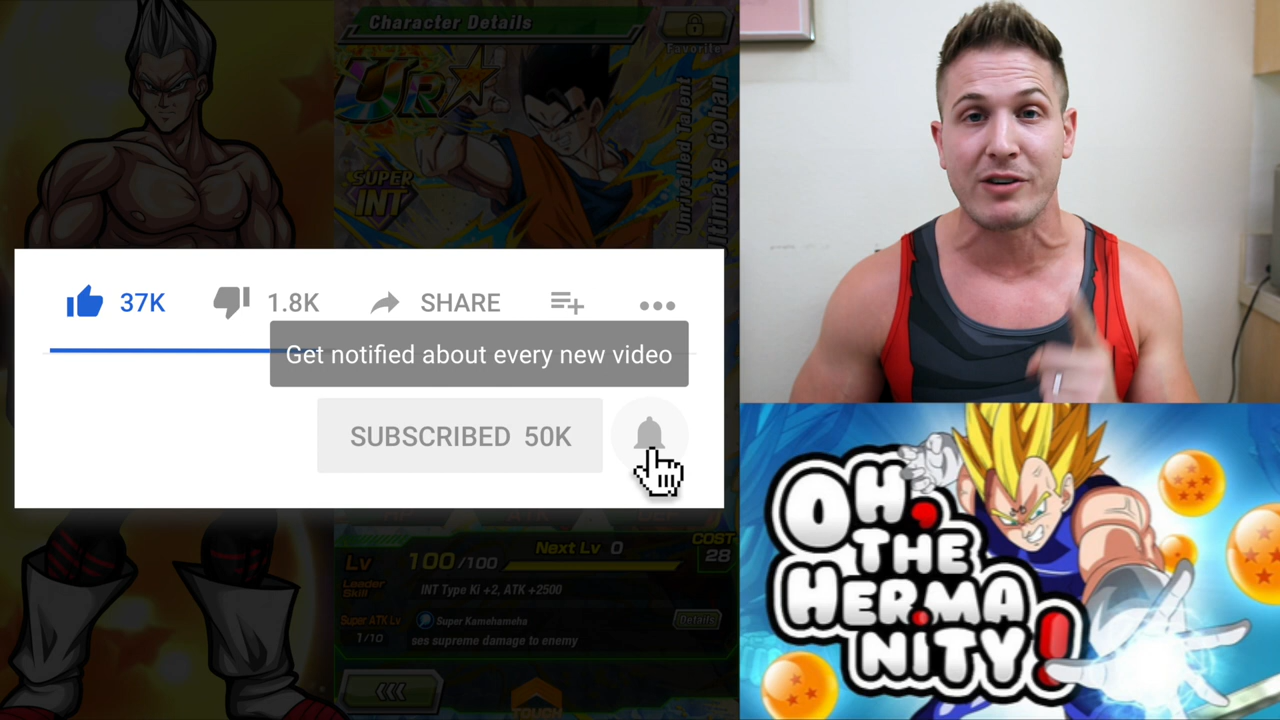 Character Details
Favorite
UR
SUPER
INT
Unrivalled Talent
Ultimate Gohan
37K
1.8K
SHARE
Get notified about every new video
SUBSCRIBED 50K
OH,
THE
HERMA
NITY!
COST
28
Next Lv 0
Lv 100/100
Leader
Skill
INT Type Ki +2, ATK +2500
Super ATK Lv
1/10
Super Kamehameha
Details
ses supreme damage to enemy
TOUCH